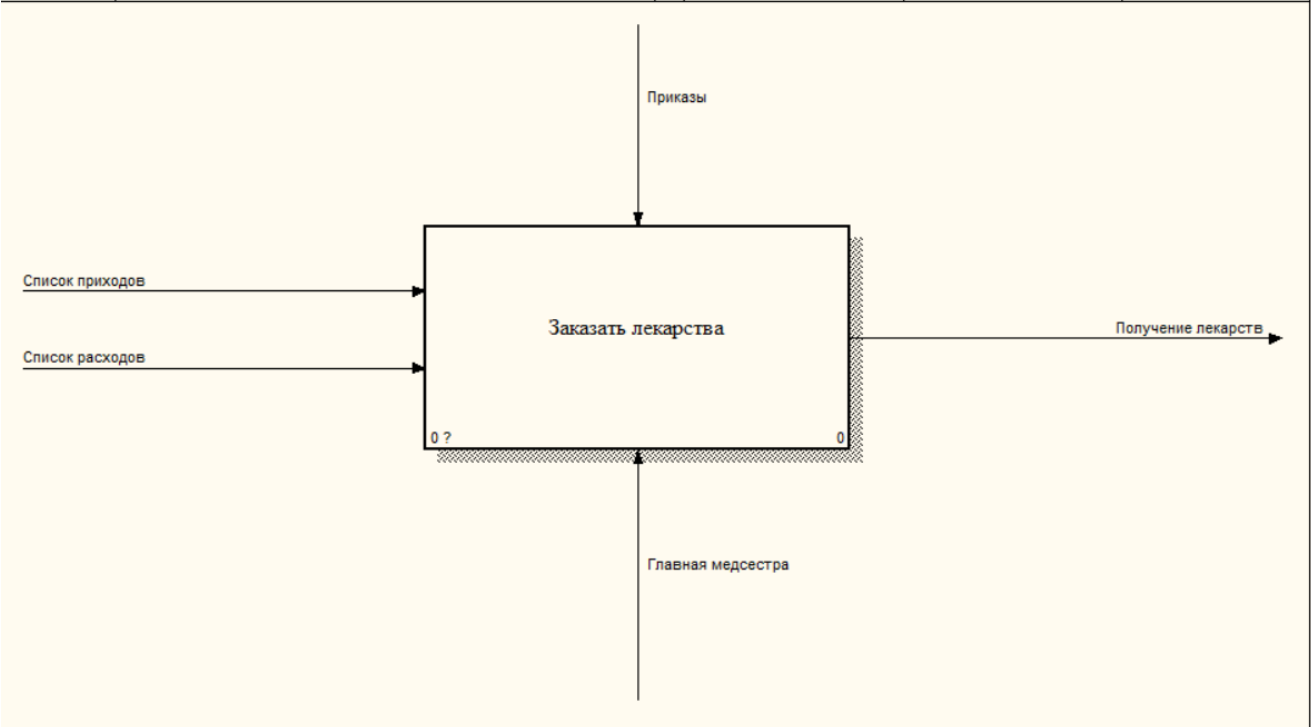 Приказы
Список приходов
Заказать лекарства
Получение лекарств
Список расходов
0 ?
0
Главная медсестра